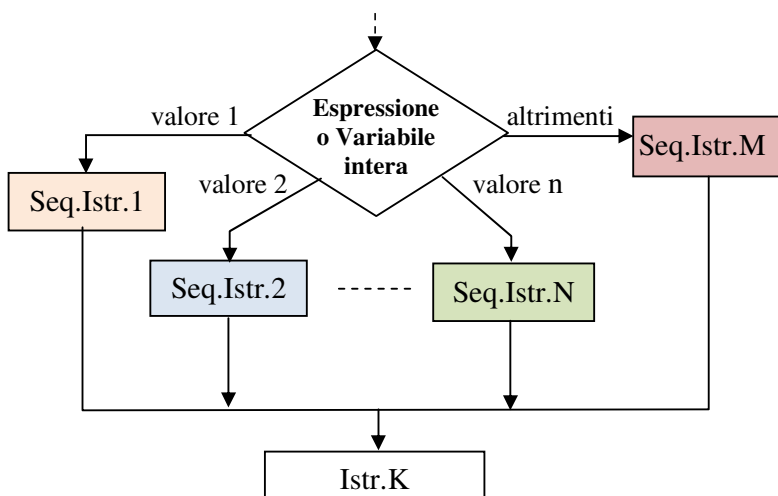 Espressione
o Variabile
intera
valore 1
altrimenti
Seq.Istr.M
valore 2
valore n
Seq.Istr.1
Seq.Istr.2
Seq.Istr.N
Istr.K